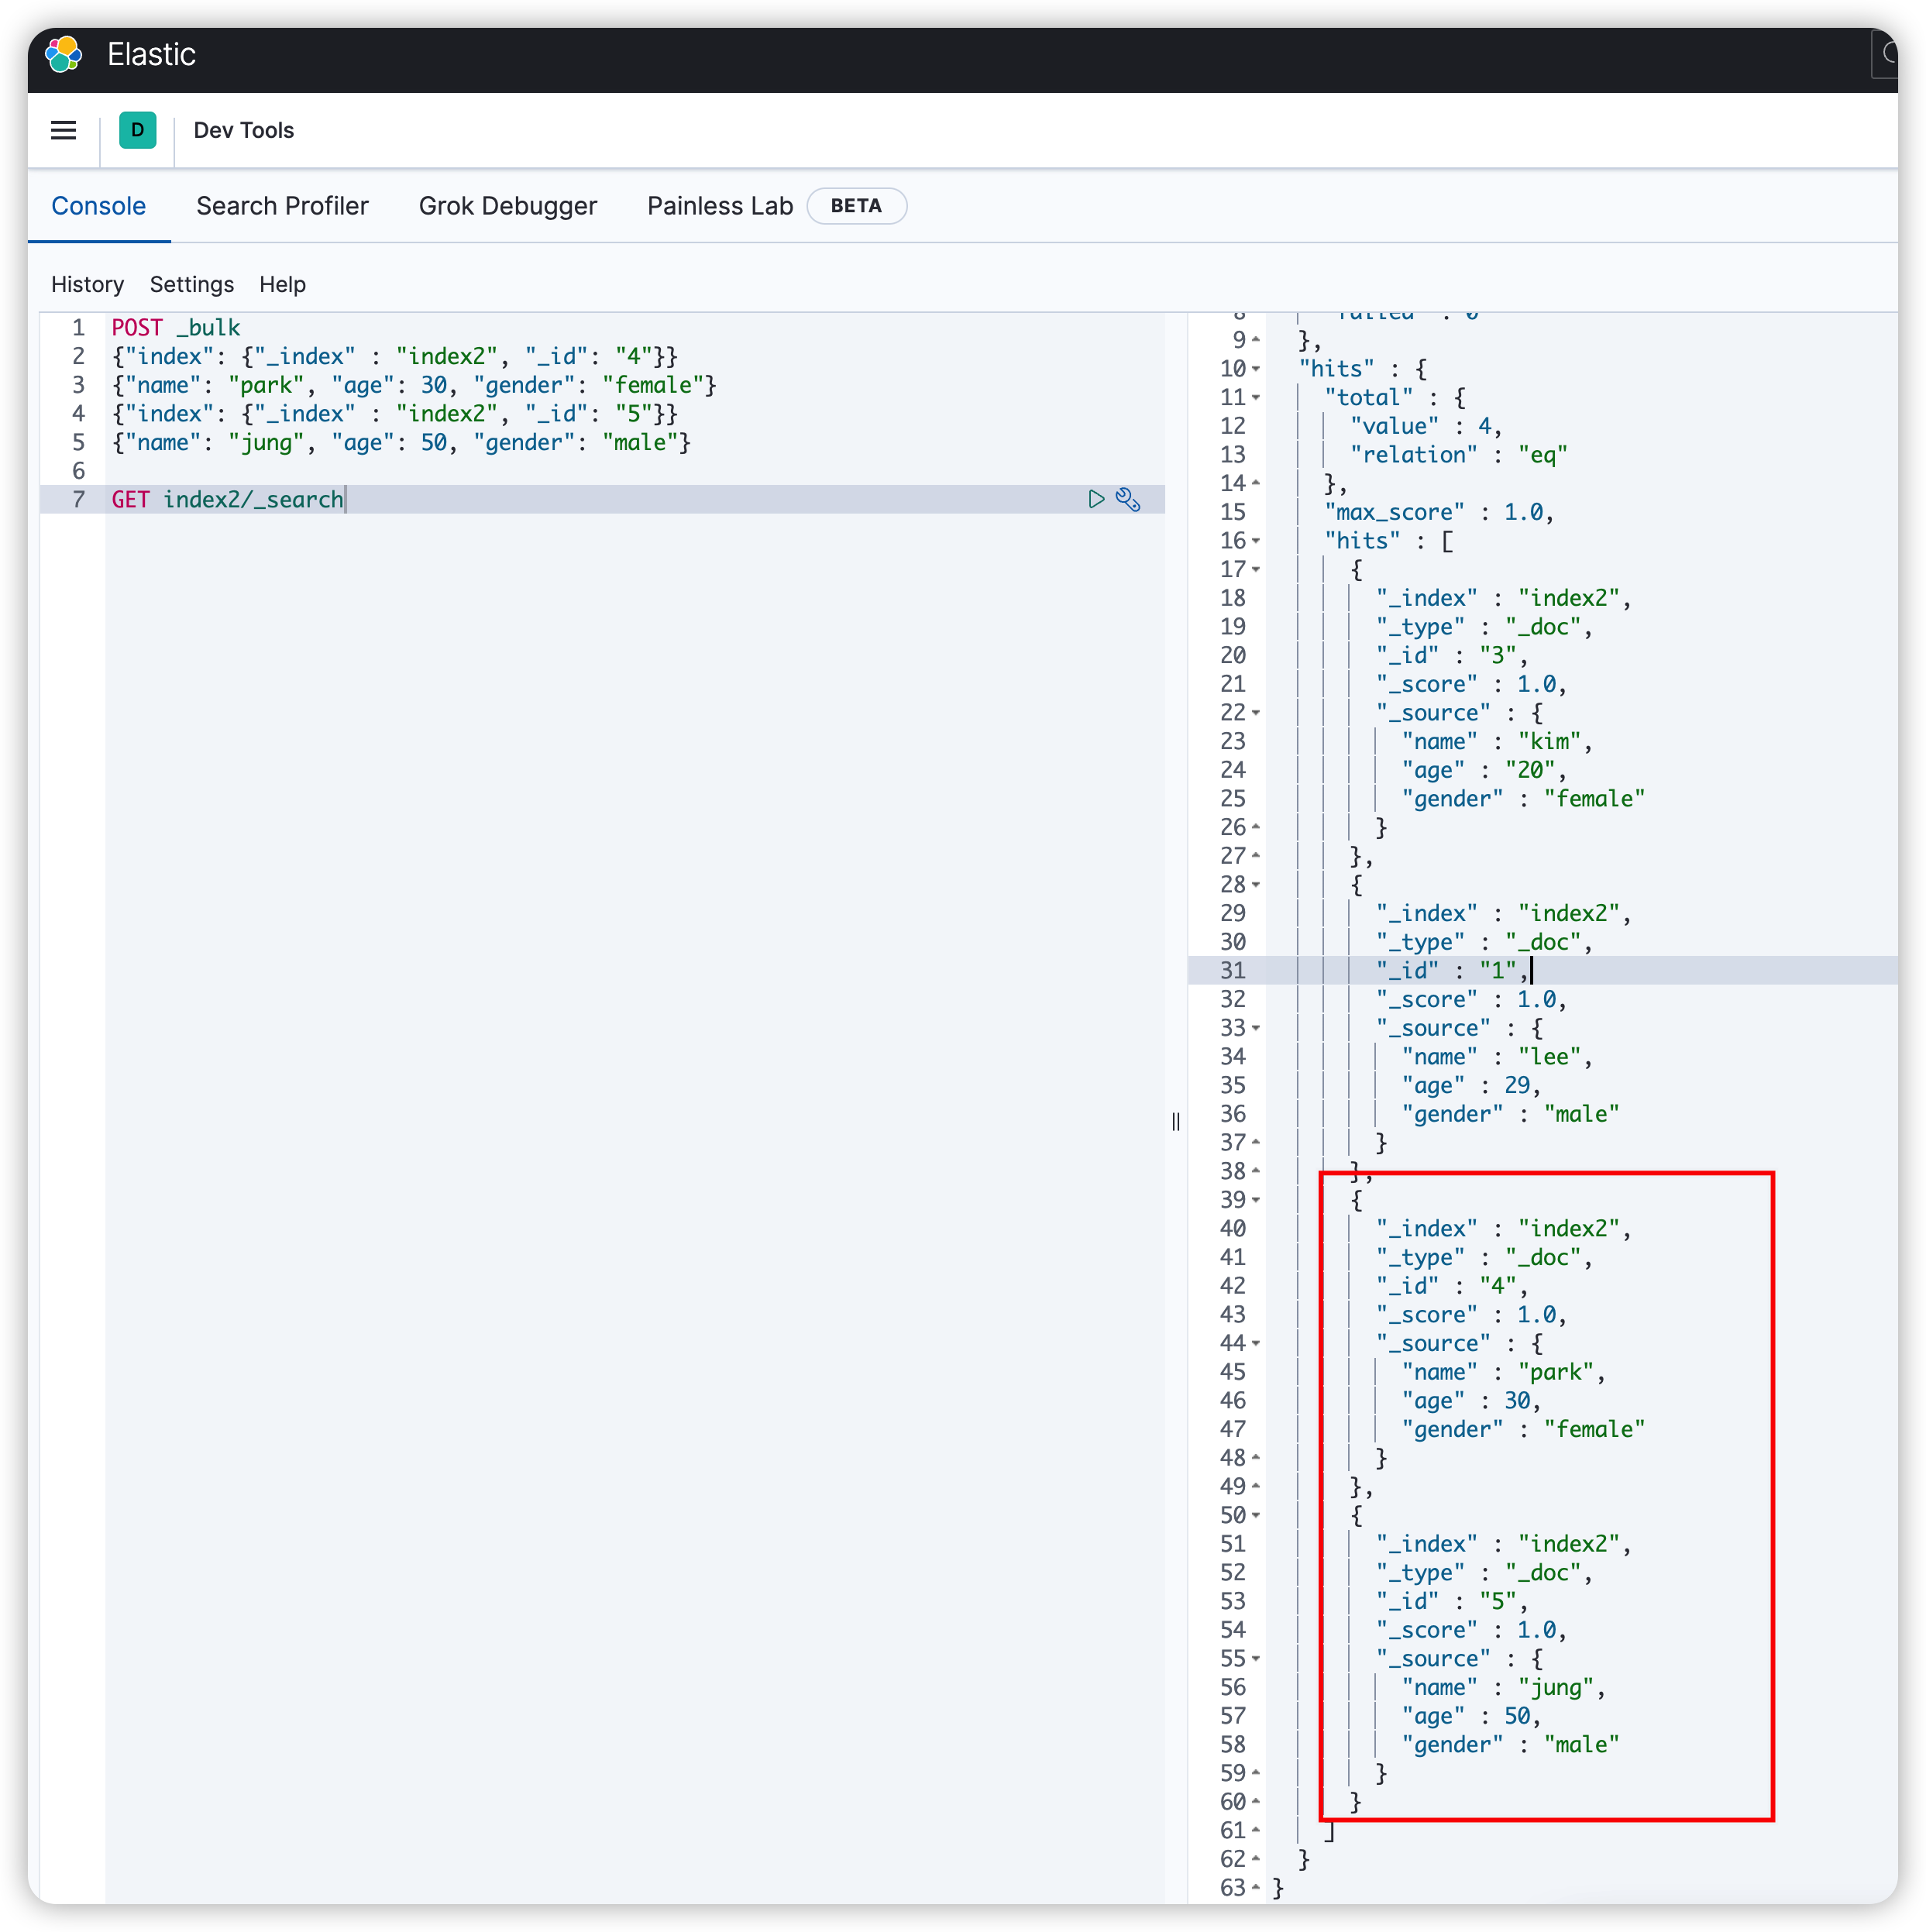 Elastic
D Dev Tools
Console Search Profiler Grok Debugger Painless Lab BETA
History Settings Help
1 POST _bulk
2 {"index": {"_index" : "index2", "_id": "4"}}
3 {"name": "park", "age": 30, "gender": "female"}
4 {"index": {"_index" : "index2", "_id": "5"}}
5 {"name": "jung", "age": 50, "gender": "male"}
6
7 GET index2/_search
8 "failed" : 0
9 },
10 "hits" : {
11 "total" : {
12 "value" : 4,
13 "relation" : "eq"
14 },
15 "max_score" : 1.0,
16 "hits" : [
17 {
18 "_index" : "index2",
19 "_type" : "_doc",
20 "_id" : "3",
21 "_score" : 1.0,
22 "_source" : {
23 "name" : "kim",
24 "age" : "20",
25 "gender" : "female"
26 }
27 },
28 {
29 "_index" : "index2",
30 "_type" : "_doc",
31 "_id" : "1",
32 "_score" : 1.0,
33 "_source" : {
34 "name" : "lee",
35 "age" : 29,
36 "gender" : "male"
37 }
38 },
39 {
40 "_index" : "index2",
41 "_type" : "_doc",
42 "_id" : "4",
43 "_score" : 1.0,
44 "_source" : {
45 "name" : "park",
46 "age" : 30,
47 "gender" : "female"
48 }
49 },
50 {
51 "_index" : "index2",
52 "_type" : "_doc",
53 "_id" : "5",
54 "_score" : 1.0,
55 "_source" : {
56 "name" : "jung",
57 "age" : 50,
58 "gender" : "male"
59 }
60 }
61 ]
62 }
63 }